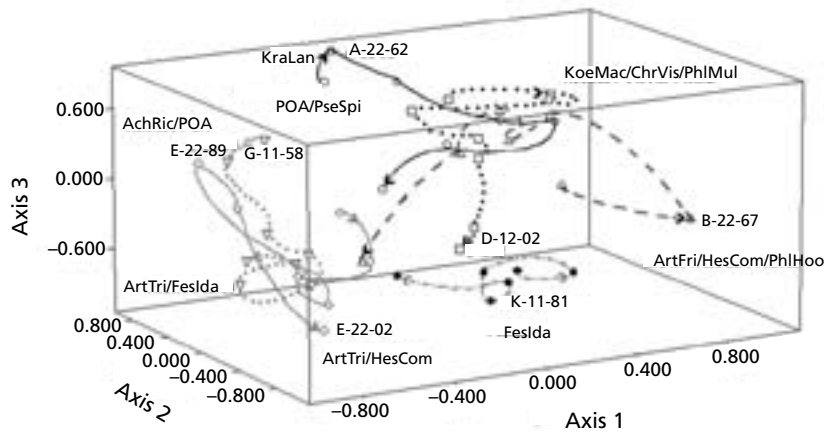 KraLan
A-22-62
KoeMac/ChrVis/PhlMul
POA/PseSpi
0.600
AchRic/POA
E-22-89
G-11-58
0.000
Axis 3
B-22-67
D-12-02
−0.600
ArtFri/HesCom/PhlHoo
ArtTri/FesIda
K-11-81
0.800
E-22-02
FesIda
0.400
ArtTri/HesCom
0.000
−0.400
−0.800
Axis 2
−0.800
−0.400
0.000
0.400
0.800
Axis 1